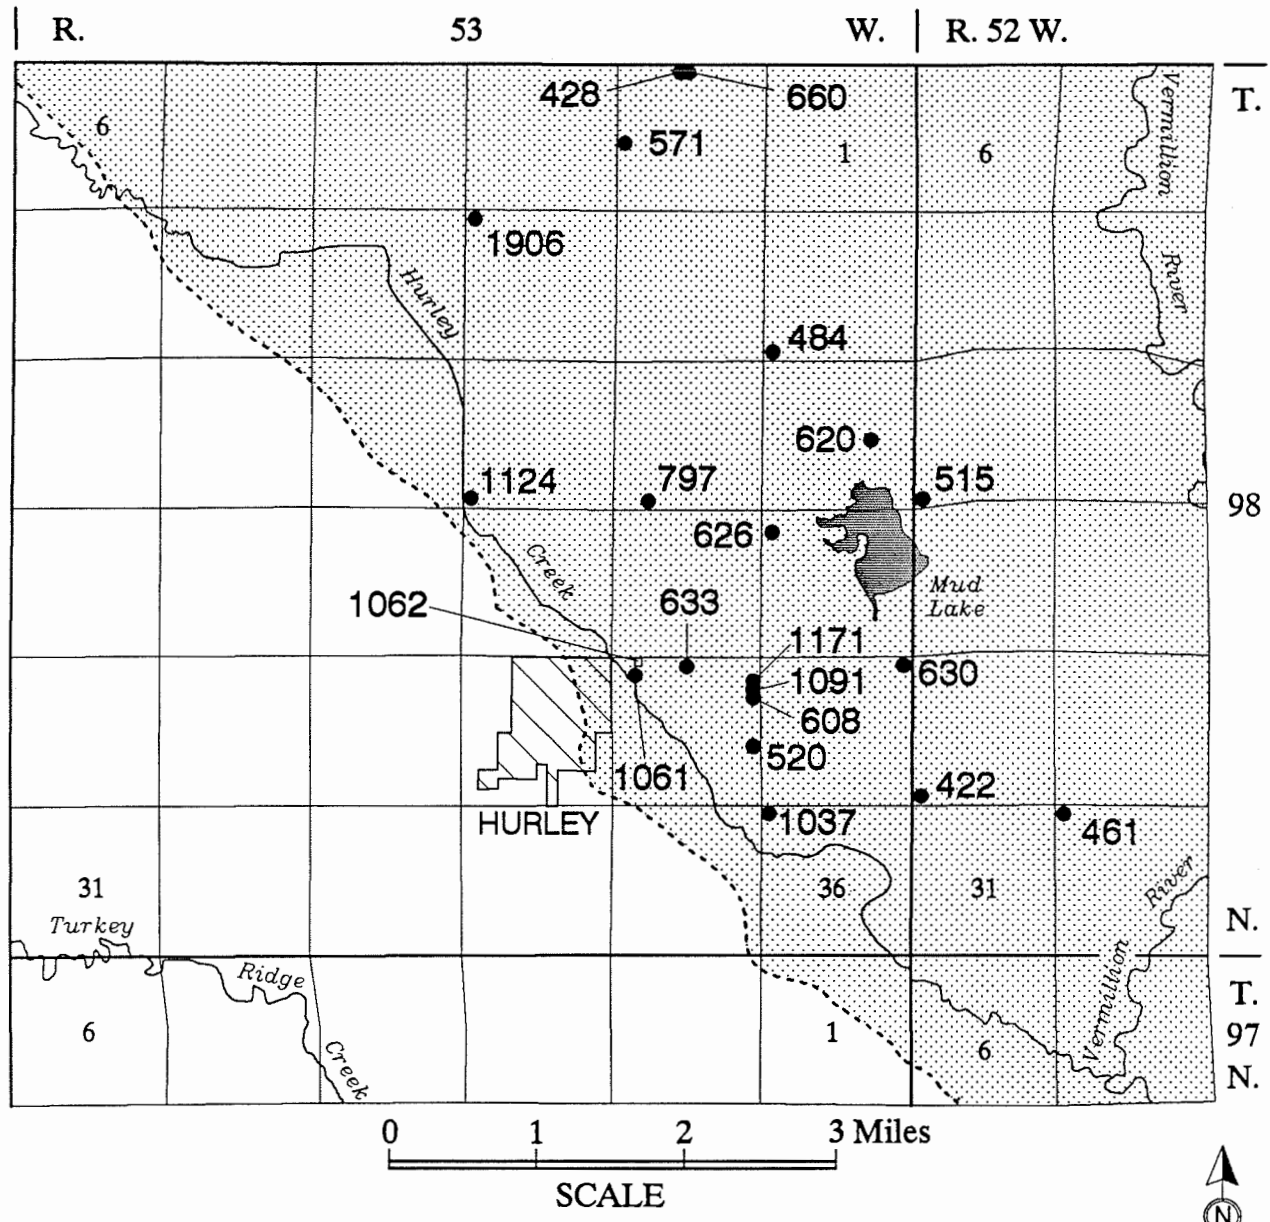 R. 53 W. R. 52 W.
T.
428 660
6 571 1 6
Vermillion
1906
River
Hurley
484
620
1124 797 515
98
626
Creek
Mud
Lake
1062 633
1171
630
1091
608
520
1061
422
HURLEY 1037 461
31 36 31
River
Turkey
N.
Ridge
Vermillion
T.
6 1 97
6
Creek
N.
0 1 2 3 Miles
SCALE
N